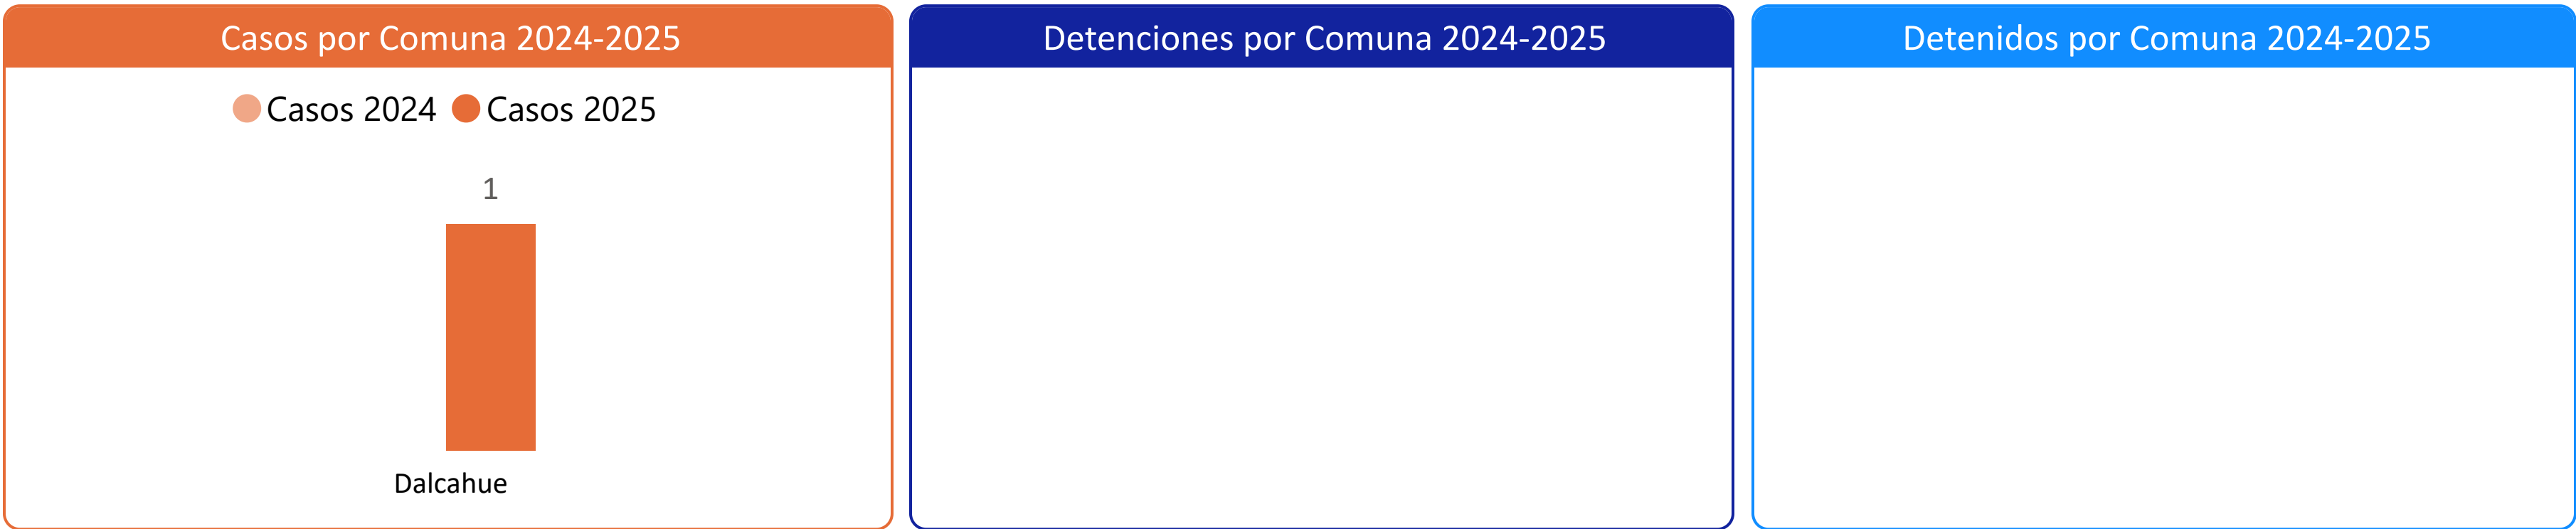 Casos por Comuna 2024-2025
Casos 2024 Casos 2025
1
Dalcahue
Detenciones por Comuna 2024-2025
Detenidos por Comuna 2024-2025